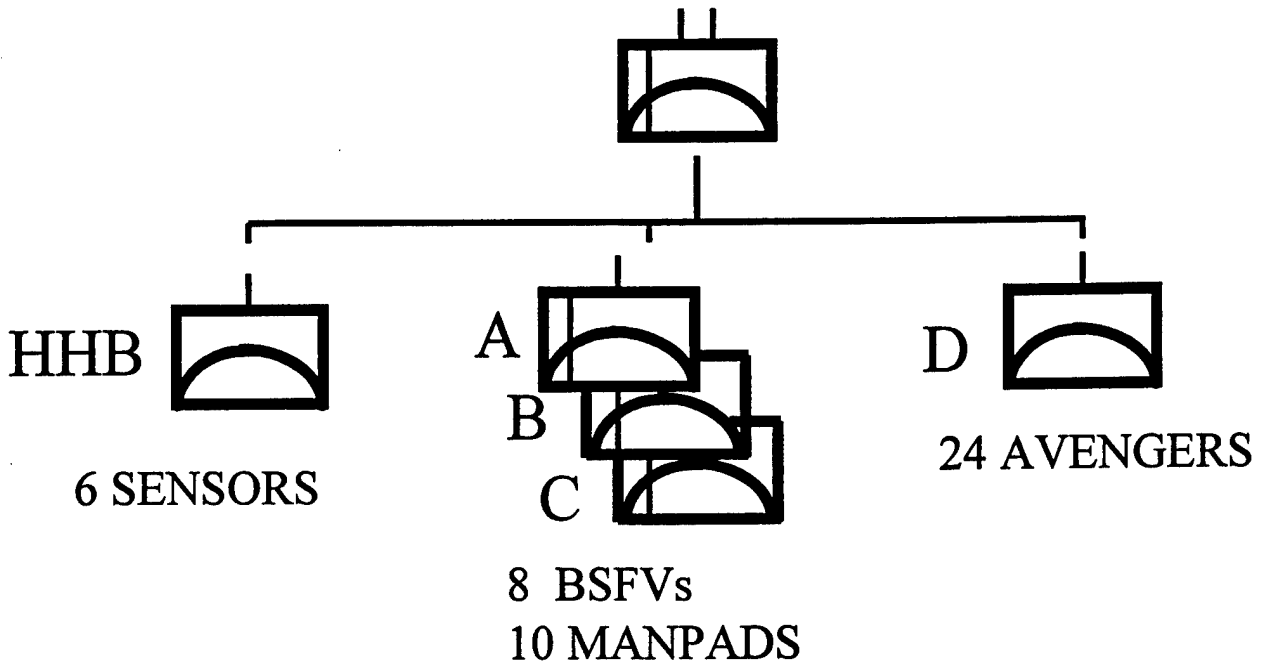 HHB
6 SENSORS
A
B
C
8 BSFVs
10 MANPADS
D
24 AVENGERS